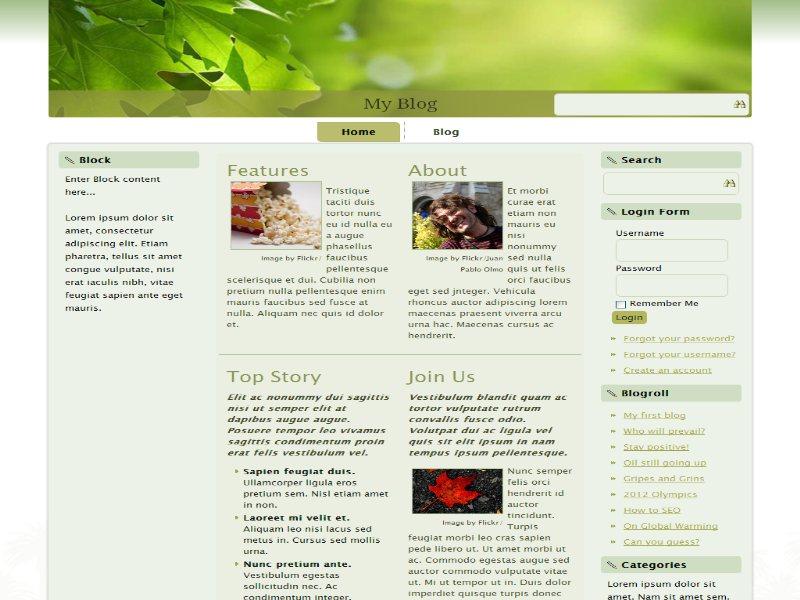 My Blog
Home
Blog
Block
Enter Block content
here...
Lorem ipsum dolor sit
amet, consectetur
adipiscing elit. Etiam
pharetra, tellus sit amet
congue vulputate, nisi
erat iaculis nibh, vitae
feugiat sapien ante eget
mauris.
Features
Tristique
taciti duis
tortor nunc
eu id nulla eu
a augue
phasellus
faucibus
Image by Flickr/
pellentesque
scelerisque et dui. Cubilia non
pretium nulla pellentesque enim
mauris faucibus sed fusce at
nulla. Aliquam nec quis id dolor
et.
About
Et morbi
curae erat
etiam non
mauris eu
nisi
nonummy
sed nulla
Image by Flickr/Juan
Pablo Olmo
quis ut felis
orci faucibus
eget sed jnteger. Vehicula
rhoncus auctor adipiscing lorem
maecenas praesent viverra arcu
urna hac. Maecenas cursus ac
hendrerit.
Top Story
Elit ac nonummy dui sagittis
nisi ut semper elit at
dapibus augue augue.
Posuere tempor leo vivamus
sagittis condimentum proin
erat felis vestibulum vel.
Sapien feugiat duis.
Ullamcorper ligula eros
pretium sem. Nisl etiam amet
in non.
Laoreet mi velit et.
Aliquam leo nisi lacus sed
metus in. Cursus sed mollis
urna.
Nunc pretium ante.
Vestibulum egestas
sollicitudin nec. Ac
condimentum integer.
Join Us
Vestibulum blandit quam ac
tortor vulputate rutrum
convallis fusce odio.
Volutpat dui ac ligula vel
quis sit elit ipsum in nam
tempus ipsum pellentesque.
Nunc semper
felis orci
hendrerit id
auctor
tincidunt.
Image by Flickr/
Turpis
feugiat morbi leo cras sapien
pede libero ut. Ut amet morbi ut
ac. Commodo egestas augue sed
auctor commodo vulputate vitae
ut. Mi ut tempor ut in. Duis dolor
imperdiet quisque turpis donec
Search
Login Form
Username
Password
Remember Me
Login
Forgot your password?
Forgot your username?
Create an account
Blogroll
My first blog
Who will prevail?
Stay positive!
Oil still going up
Gripes and Grins
2012 Olympics
How to SEO
On Global Warming
Can you guess?
Categories
Lorem ipsum dolor sit
amet. Nam sit amet sem.